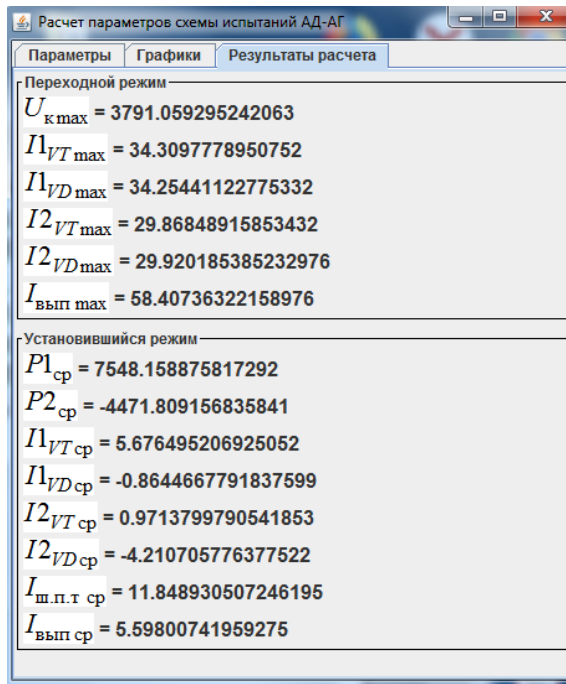 Расчет параметров схемы испытаний АД-АГ
Параметры Графики Результаты расчета
Переходной режим
Uк max = 3791.059295242063
I1VT max = 34.3097778950752
I1VD max = 34.25441122775332
I2VT max = 29.86848915853432
I2VD max = 29.920185385232976
Iвып max = 58.40736322158976
Установившийся режим
P1ср = 7548.158875817292
P2ср = -4471.809156835841
I1VT ср = 5.676495206925052
I1VD ср = -0.8644667791837599
I2VT ср = 0.9713799790541853
I2VD ср = -4.210705776377522
Iш.п.т ср = 11.848930507246195
Iвып ср = 5.59800741959275